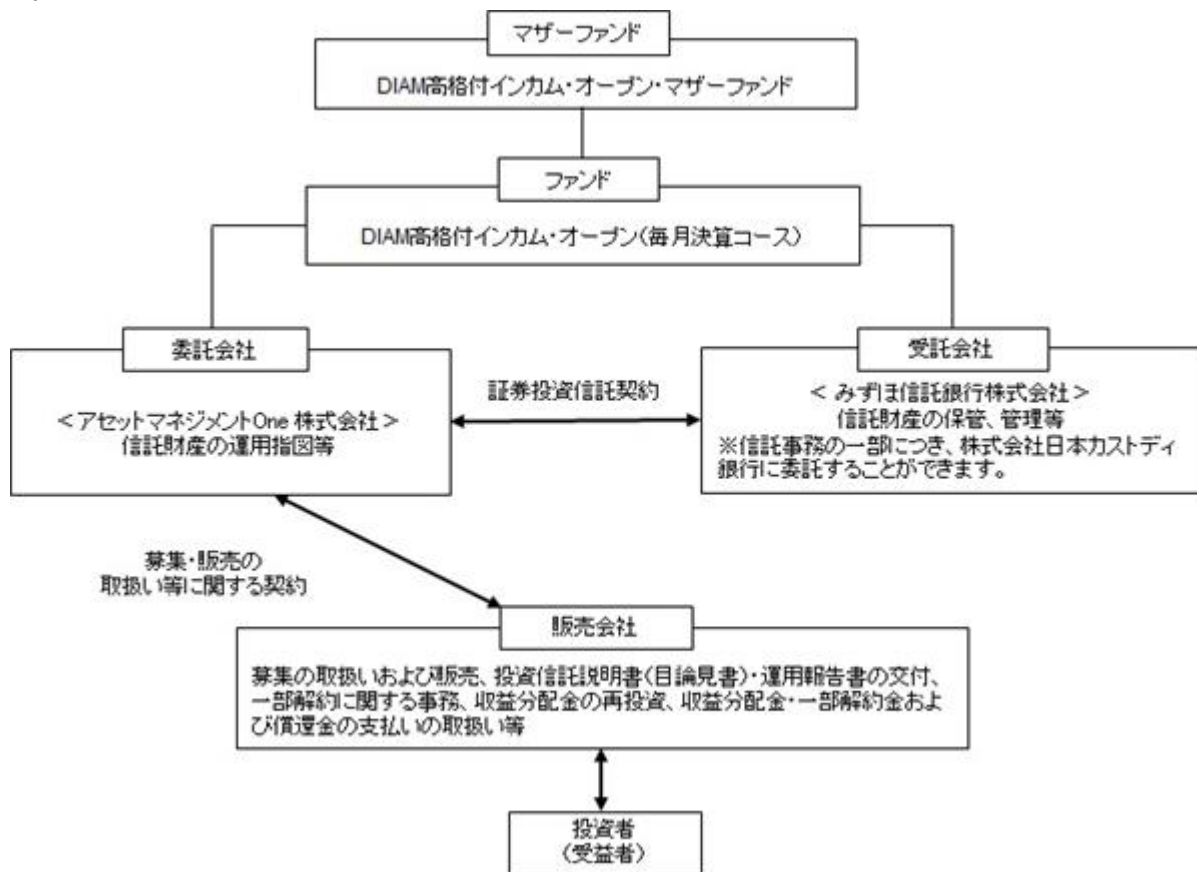 マザーファンド
DIAM高格付インカム・オープン・マザーファンド
ファンド
DIAM高格付インカム・オープン(毎月決算コース)
委託会社
<アセットマネジメントOne 株式会社>
信託財産の運用指図等
証券投資信託契約
受託会社
<みずほ信託銀行株式会社>
信託財産の保管、管理等
※信託事務の一部につき、株式会社日本カストディ
銀行に委託することができます。
募集・販売の
取扱い等に関する契約
販売会社
募集の取扱いおよび販売、投資信託説明書(目論見書)・運用報告書の交付、
一部解約に関する事務、収益分配金の再投資、収益分配金・一部解約金およ
び償還金の支払いの取扱い等
投資者
(受益者)